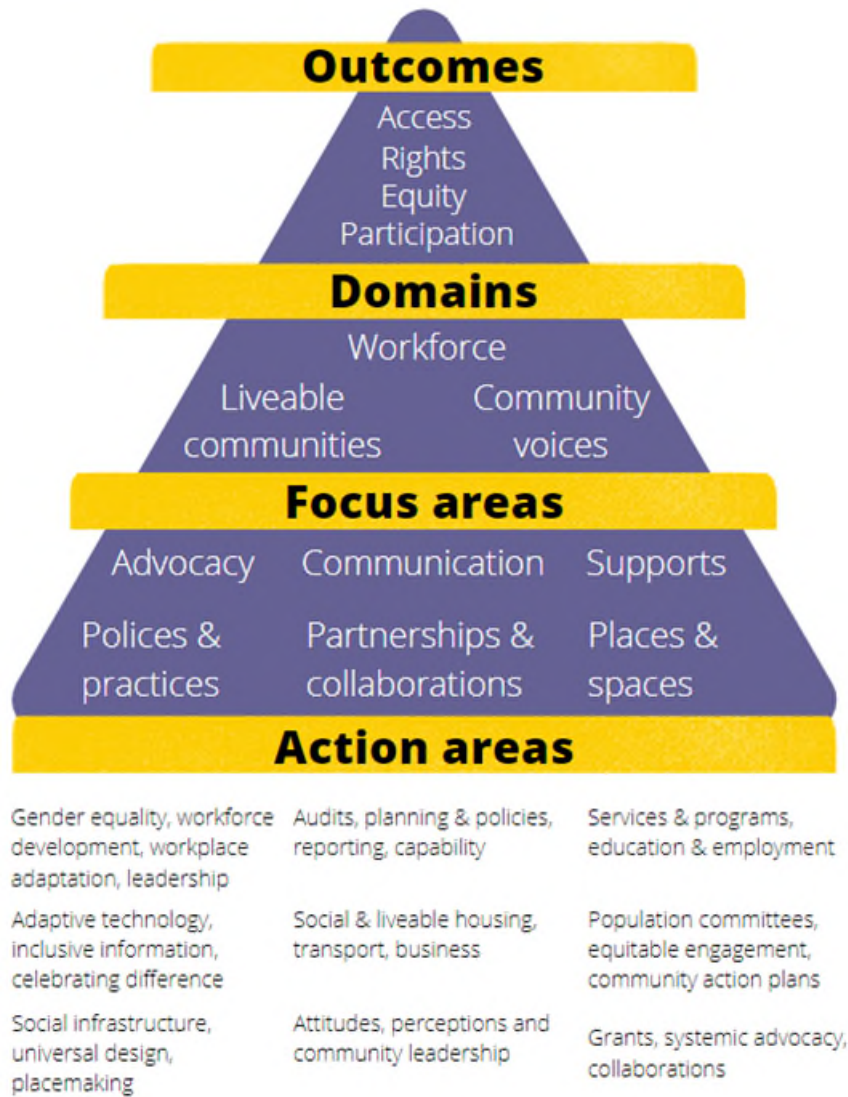 Outcomes
Access
Rights
Equity
Participation
Domains
Workforce
Liveable
communities
Community
voices
Focus areas
Advocacy
Communication
Supports
Polices &
practices
Partnerships &
collaborations
Places &
spaces
Action areas
Gender equality, workforce
development, workplace
adaptation, leadership
Audits, planning & policies,
reporting, capability
Services & programs,
education & employment
Adaptive technology,
inclusive information,
celebrating difference
Social & liveable housing,
transport, business
Population committees,
equitable engagement,
community action plans
Social infrastructure,
universal design,
placemaking
Attitudes, perceptions and
community leadership
Grants, systemic advocacy,
collaborations